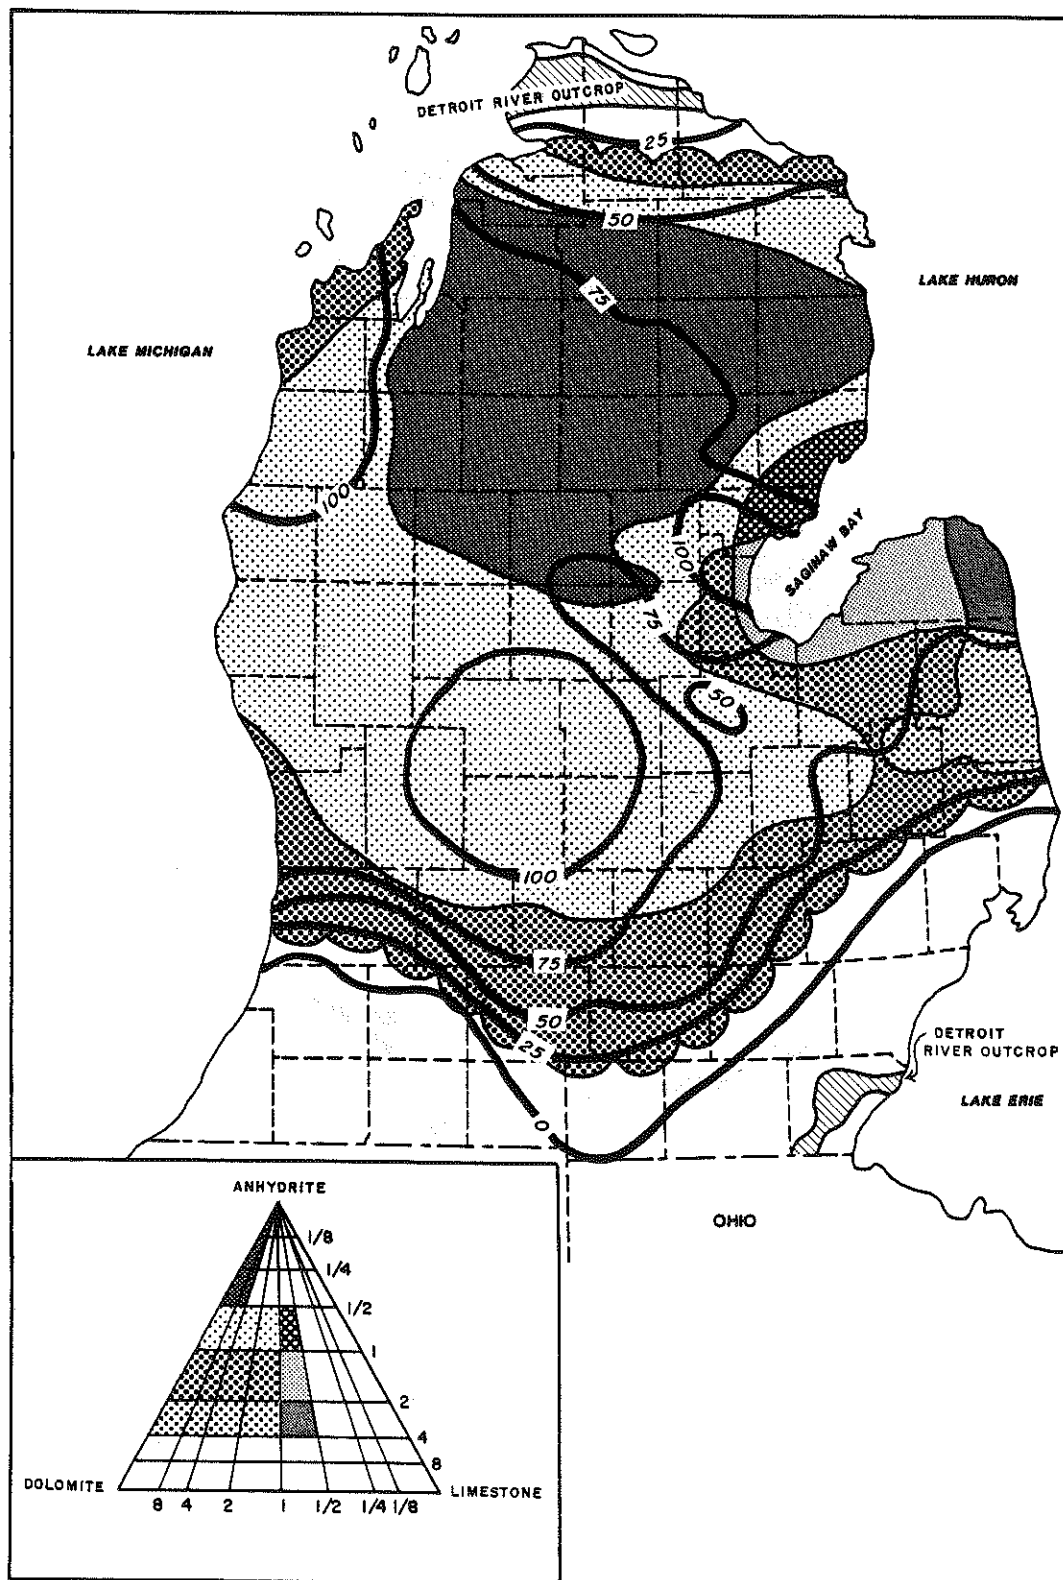 DETROIT RIVER OUTCROP
25
50
LAKE HURON
75
LAKE MICHIGAN
100
SAGINAW BAY
100
75
50
100
75
50
25
DETROIT
RIVER OUTCROP
LAKE ERIE
0
OHIO
ANHYDRITE
1/8
1/4
1/2
1
2
4
8
DOLOMITE
LIMESTONE
8 4 2 1 1/2 1/4 1/8